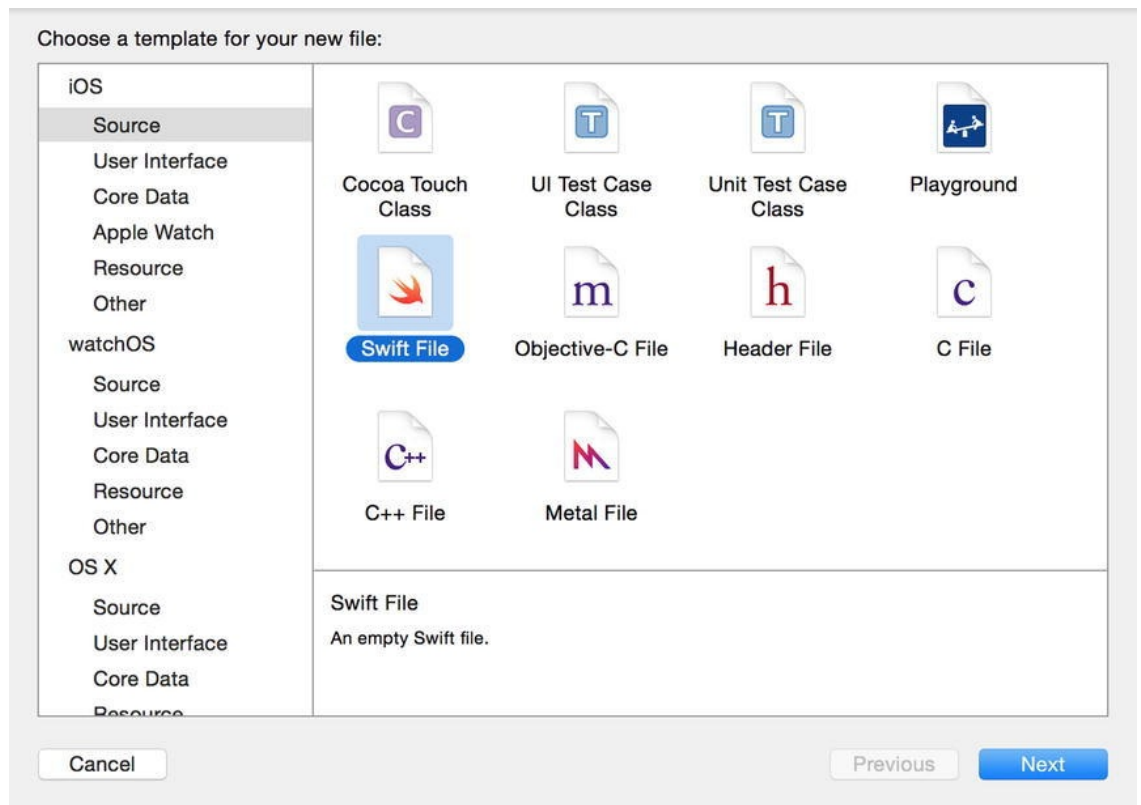 Choose a template for your new file:
iOS
Source
User Interface
Core Data
Apple Watch
Resource
Other
watchOS
Source
User Interface
Core Data
Resource
Other
OS X
Source
User Interface
Core Data
Resource
C
Cocoa Touch
Class
T
UI Test Case
Class
T
Unit Test Case
Class
Playground
Swift File
m
Objective-C File
h
Header File
c
C File
C++
C++ File
Metal File
Swift File
An empty Swift file.
Cancel
Previous
Next